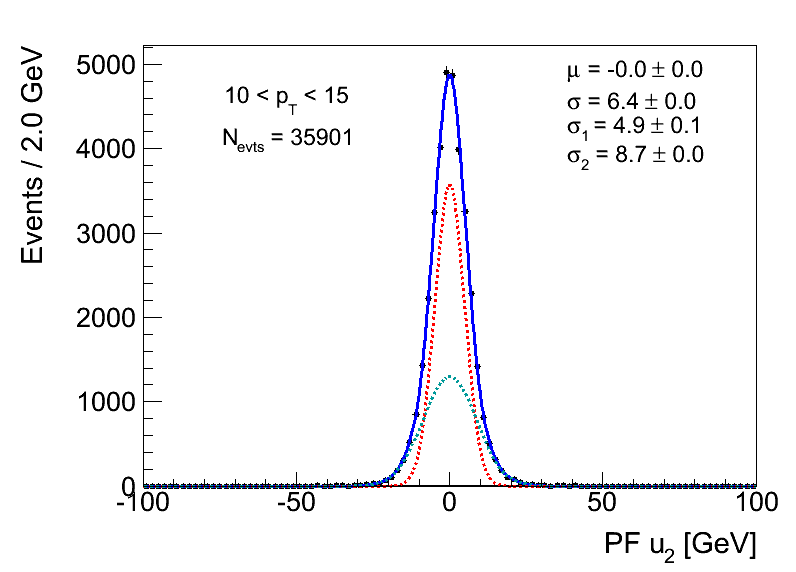 10 < p_T < 15
N_evts = 35901
μ = -0.0 ± 0.0
σ = 6.4 ± 0.0
σ_1 = 4.9 ± 0.1
σ_2 = 8.7 ± 0.0
Events / 2.0 GeV
5000
4000
3000
2000
1000
0
-100 -50 0 50 100
PF u_2 [GeV]